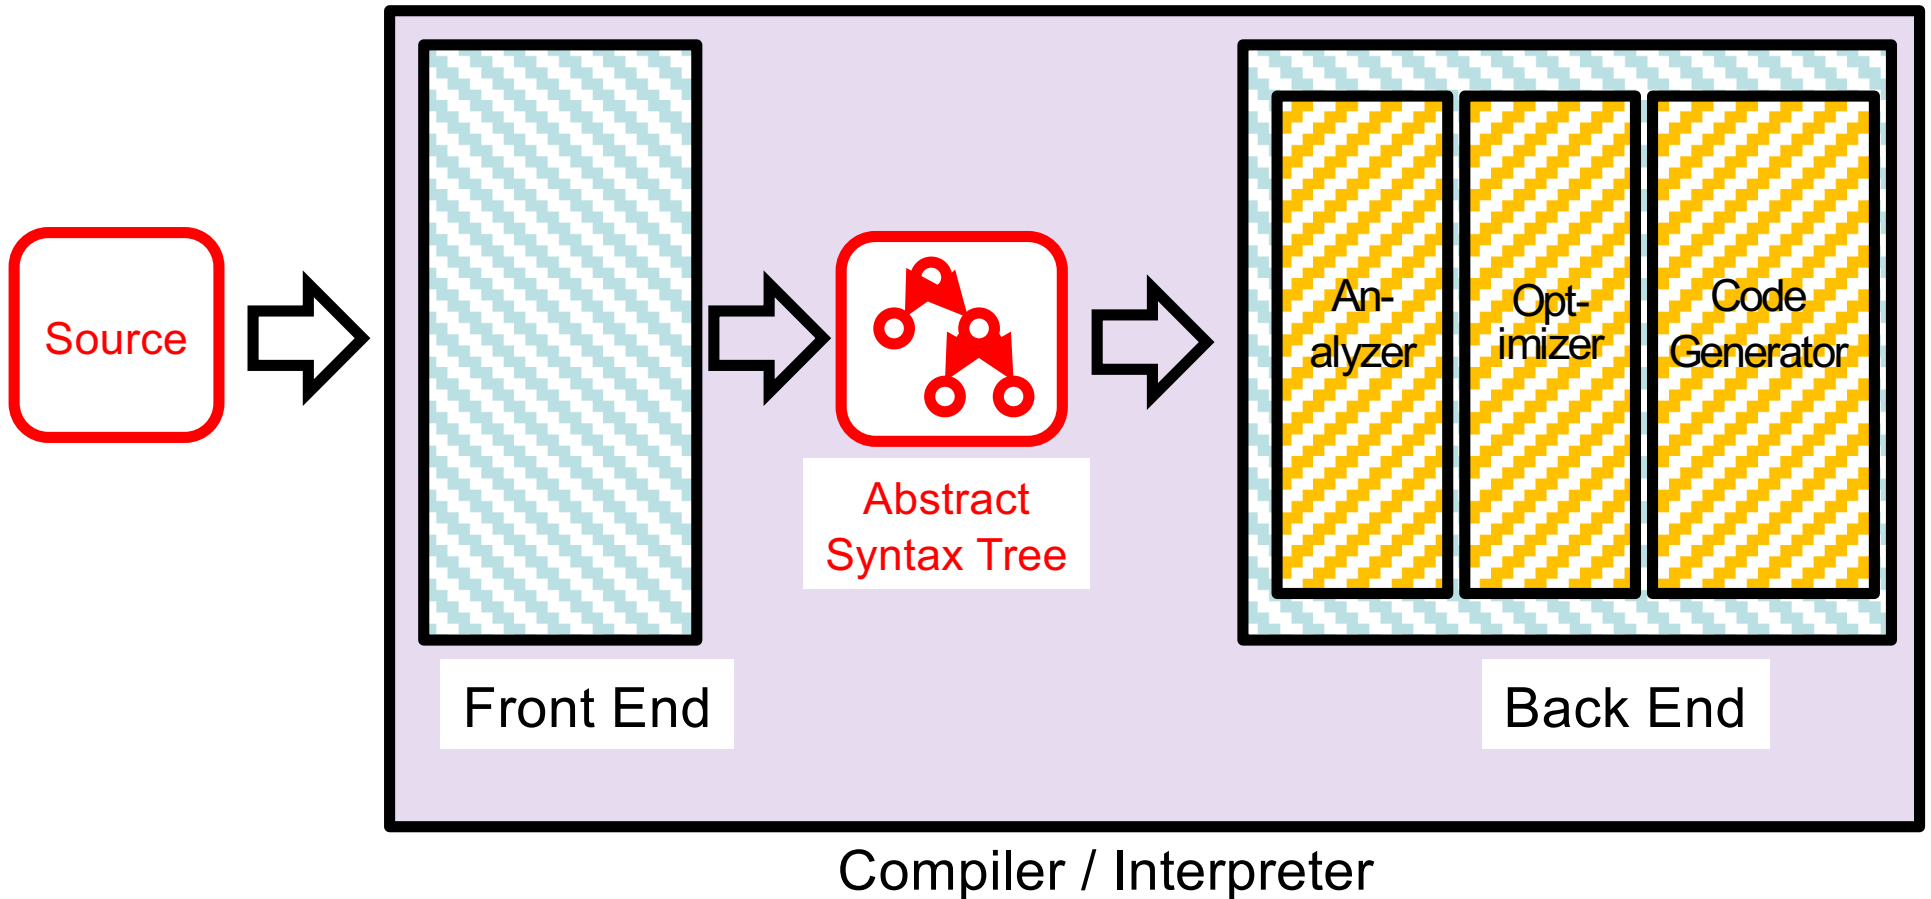 Source
Abstract
Syntax Tree
An-
alyzer
Opt-
imizer
Code
Generator
Front End
Back End
Compiler / Interpreter